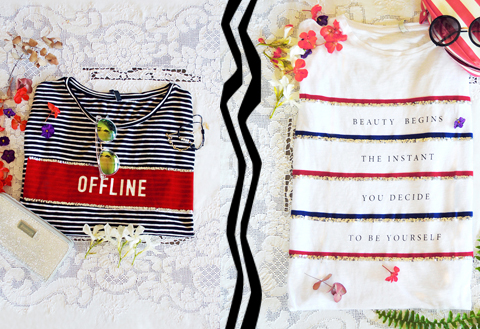 OFFLINE
BEAUTY BEGINS
THE INSTANT
YOU DECIDE
TO BE YOURSELF